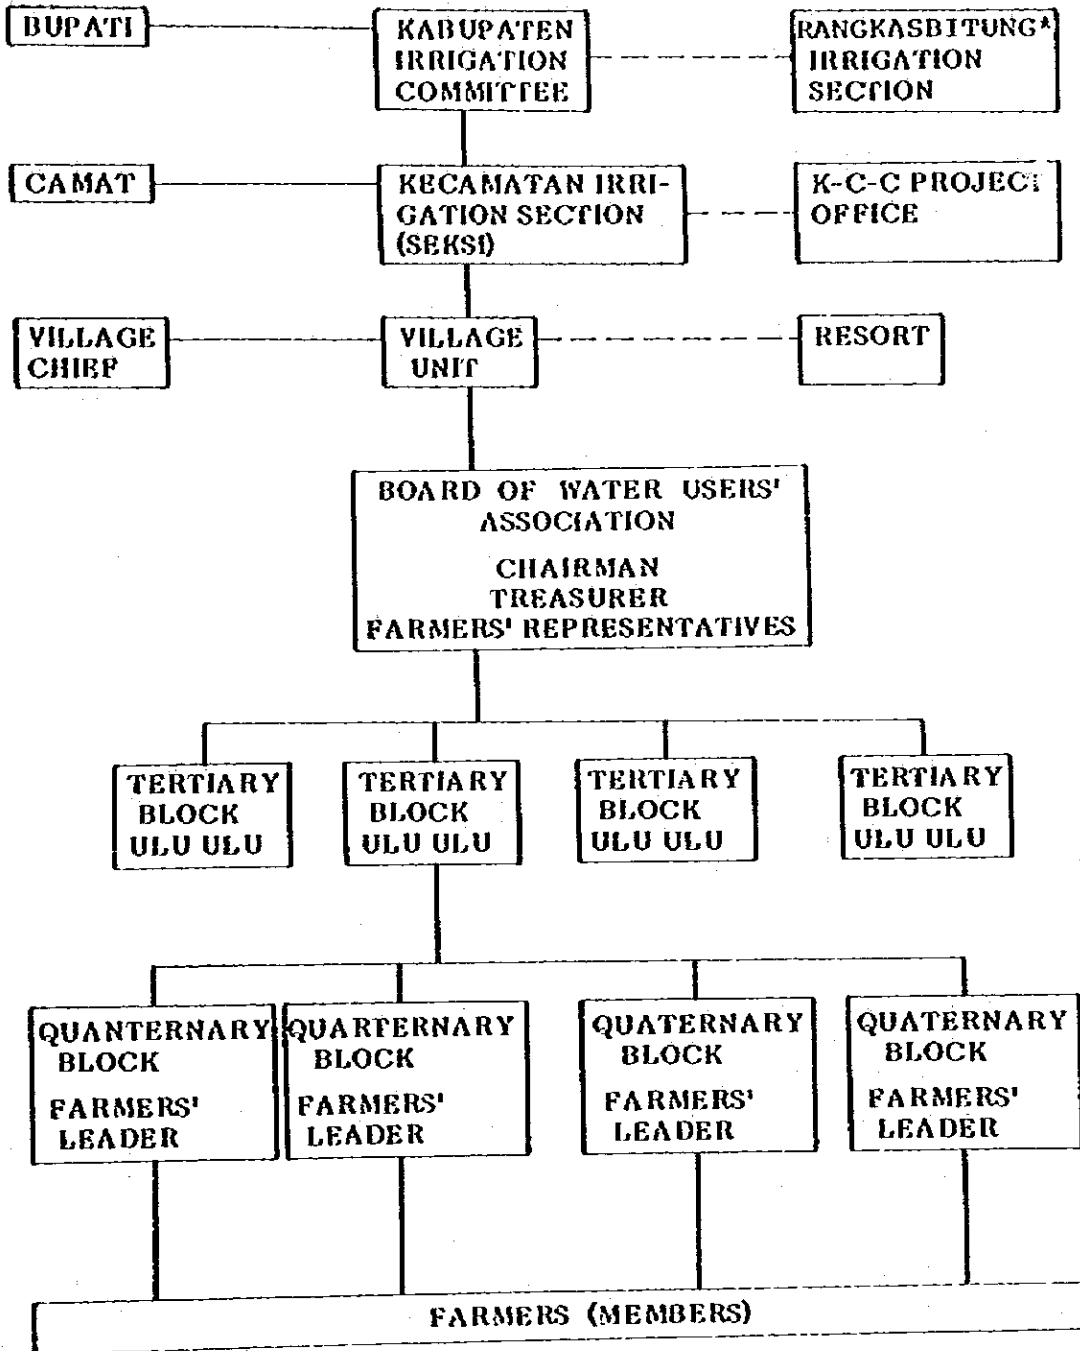 BUPATI
KABUPATEN
IRRIGATION
COMMITTEE
RANGKASBITUNG*
IRRIGATION
SECTION
CAMAT
KECAMATAN IRRI-
GATION SECTION
(SEKSI)
K-C-C PROJECT
OFFICE
VILLAGE
CHIEF
VILLAGE
UNIT
RESORT
BOARD OF WATER USERS'
ASSOCIATION
CHAIRMAN
TREASURER
FARMERS' REPRESENTATIVES
TERTIARY
BLOCK
ULU ULU
TERTIARY
BLOCK
ULU ULU
TERTIARY
BLOCK
ULU ULU
TERTIARY
BLOCK
ULU ULU
QUANTERNARY
BLOCK
FARMERS'
LEADER
QUARTERNARY
BLOCK
FARMERS'
LEADER
QUATERNARY
BLOCK
FARMERS'
LEADER
QUATERNARY
BLOCK
FARMERS'
LEADER
FARMERS (MEMBERS)